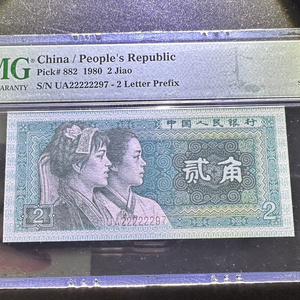 MG
China / People's Republic
Pick# 882 1980 2 Jiao
S/N UA22222297 - 2 Letter Prefix
中国人民银行
贰角
2
UA22222297
2